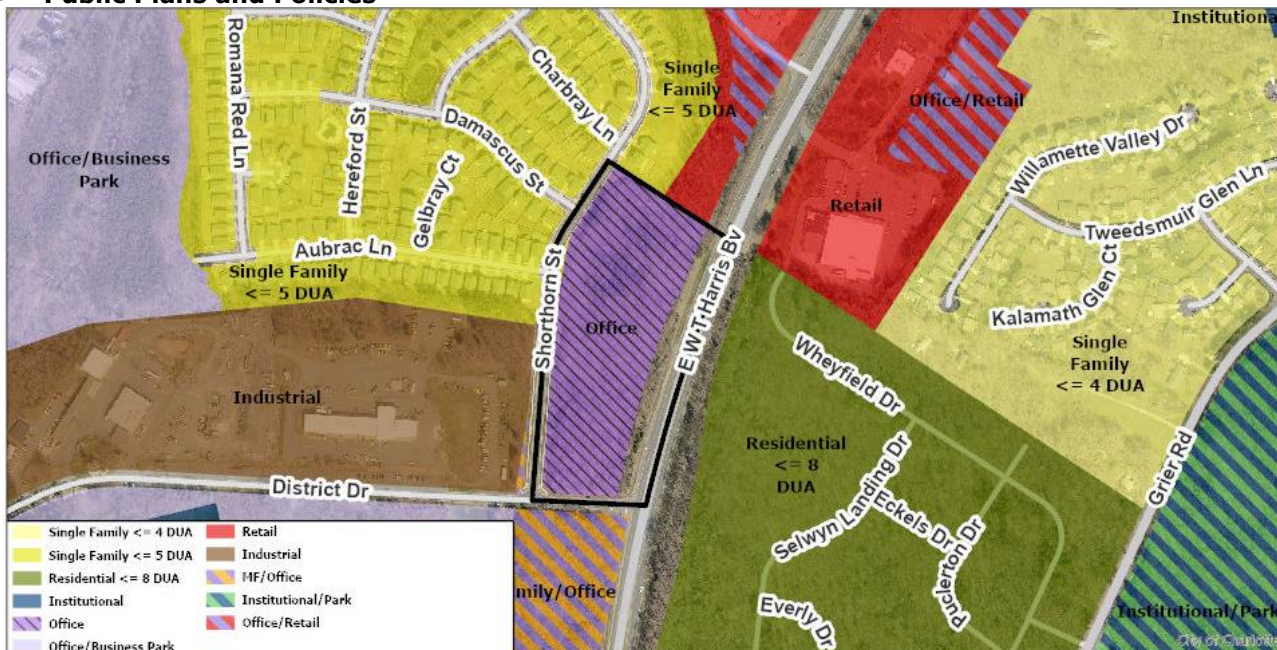 Public Plans and Policies
Institutiona
Romana Red Ln
Charbray Ln
Single
Family
<= 5 DUA
Office/Retail
Office/Business
Park
Hereford St
Damascus St
Gelbray Ct
Willamette Valley Dr
Tweedsmuir Glen Ln
Retail
Aubrac Ln
Single Family
<= 5 DUA
Shorthorn St
Office
E W.T Harris Bv
Kalamath Glen Ct
Single
Family
<= 4 DUA
Wheyfield Dr
Industrial
Residential
<= 8
DUA
Grier Rd
District Dr
Selwyn Landing Dr
Eckels Dr
Punclerton Dr
Everly Dr
mily/Office
Institutional/Park
Single Family <= 4 DUA
Single Family <= 5 DUA
Residential <= 8 DUA
Institutional
Office
Office/Business Park
Retail
Industrial
MF/Office
Institutional/Park
Office/Retail
City of Charlotte